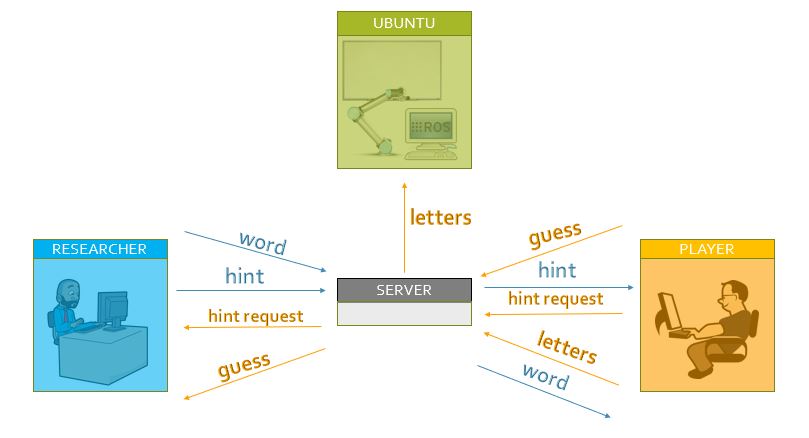 UBUNTU
ROS
letters
RESEARCHER
word
hint
hint request
guess
SERVER
guess
hint
hint request
letters
word
PLAYER